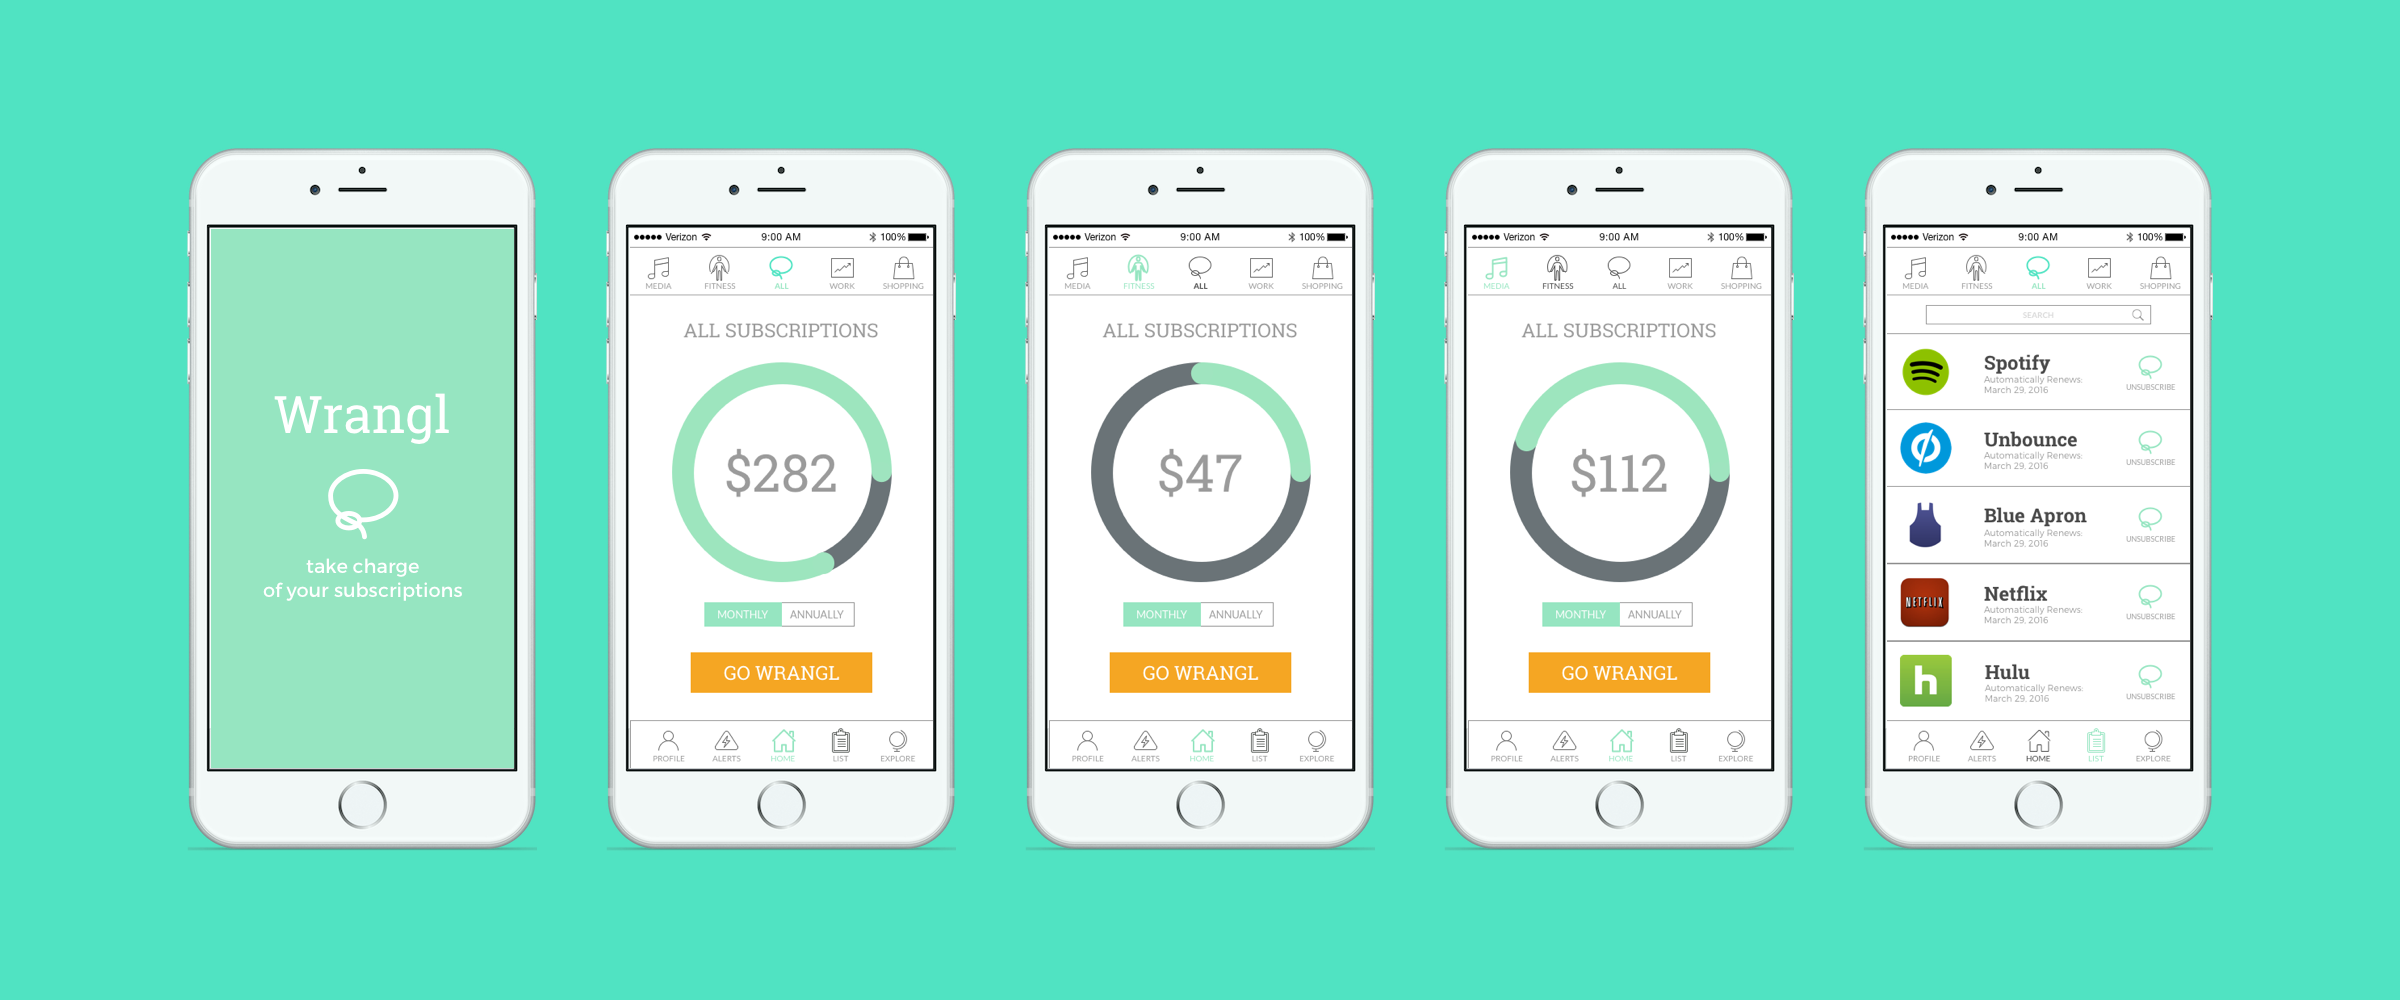 Wrangl
take charge
of your subscriptions
Verizon 9:00 AM 100%
MEDIA FITNESS ALL WORK SHOPPING
ALL SUBSCRIPTIONS
$282
MONTHLY ANNUALLY
GO WRANGL
PROFILE ALERTS HOME LIST EXPLORE
Verizon 9:00 AM 100%
MEDIA FITNESS ALL WORK SHOPPING
ALL SUBSCRIPTIONS
$47
MONTHLY ANNUALLY
GO WRANGL
PROFILE ALERTS HOME LIST EXPLORE
Verizon 9:00 AM 100%
MEDIA FITNESS ALL WORK SHOPPING
ALL SUBSCRIPTIONS
$112
MONTHLY ANNUALLY
GO WRANGL
PROFILE ALERTS HOME LIST EXPLORE
Verizon 9:00 AM 100%
MEDIA FITNESS ALL WORK SHOPPING
SEARCH
Spotify
Automatically Renews:
March 29, 2016
UNSUBSCRIBE
Unbounce
Automatically Renews:
March 29, 2016
UNSUBSCRIBE
Blue Apron
Automatically Renews:
March 29, 2016
UNSUBSCRIBE
NETFLIX
Netflix
Automatically Renews:
March 29, 2016
UNSUBSCRIBE
h
Hulu
Automatically Renews:
March 29, 2016
UNSUBSCRIBE
PROFILE ALERTS HOME LIST EXPLORE